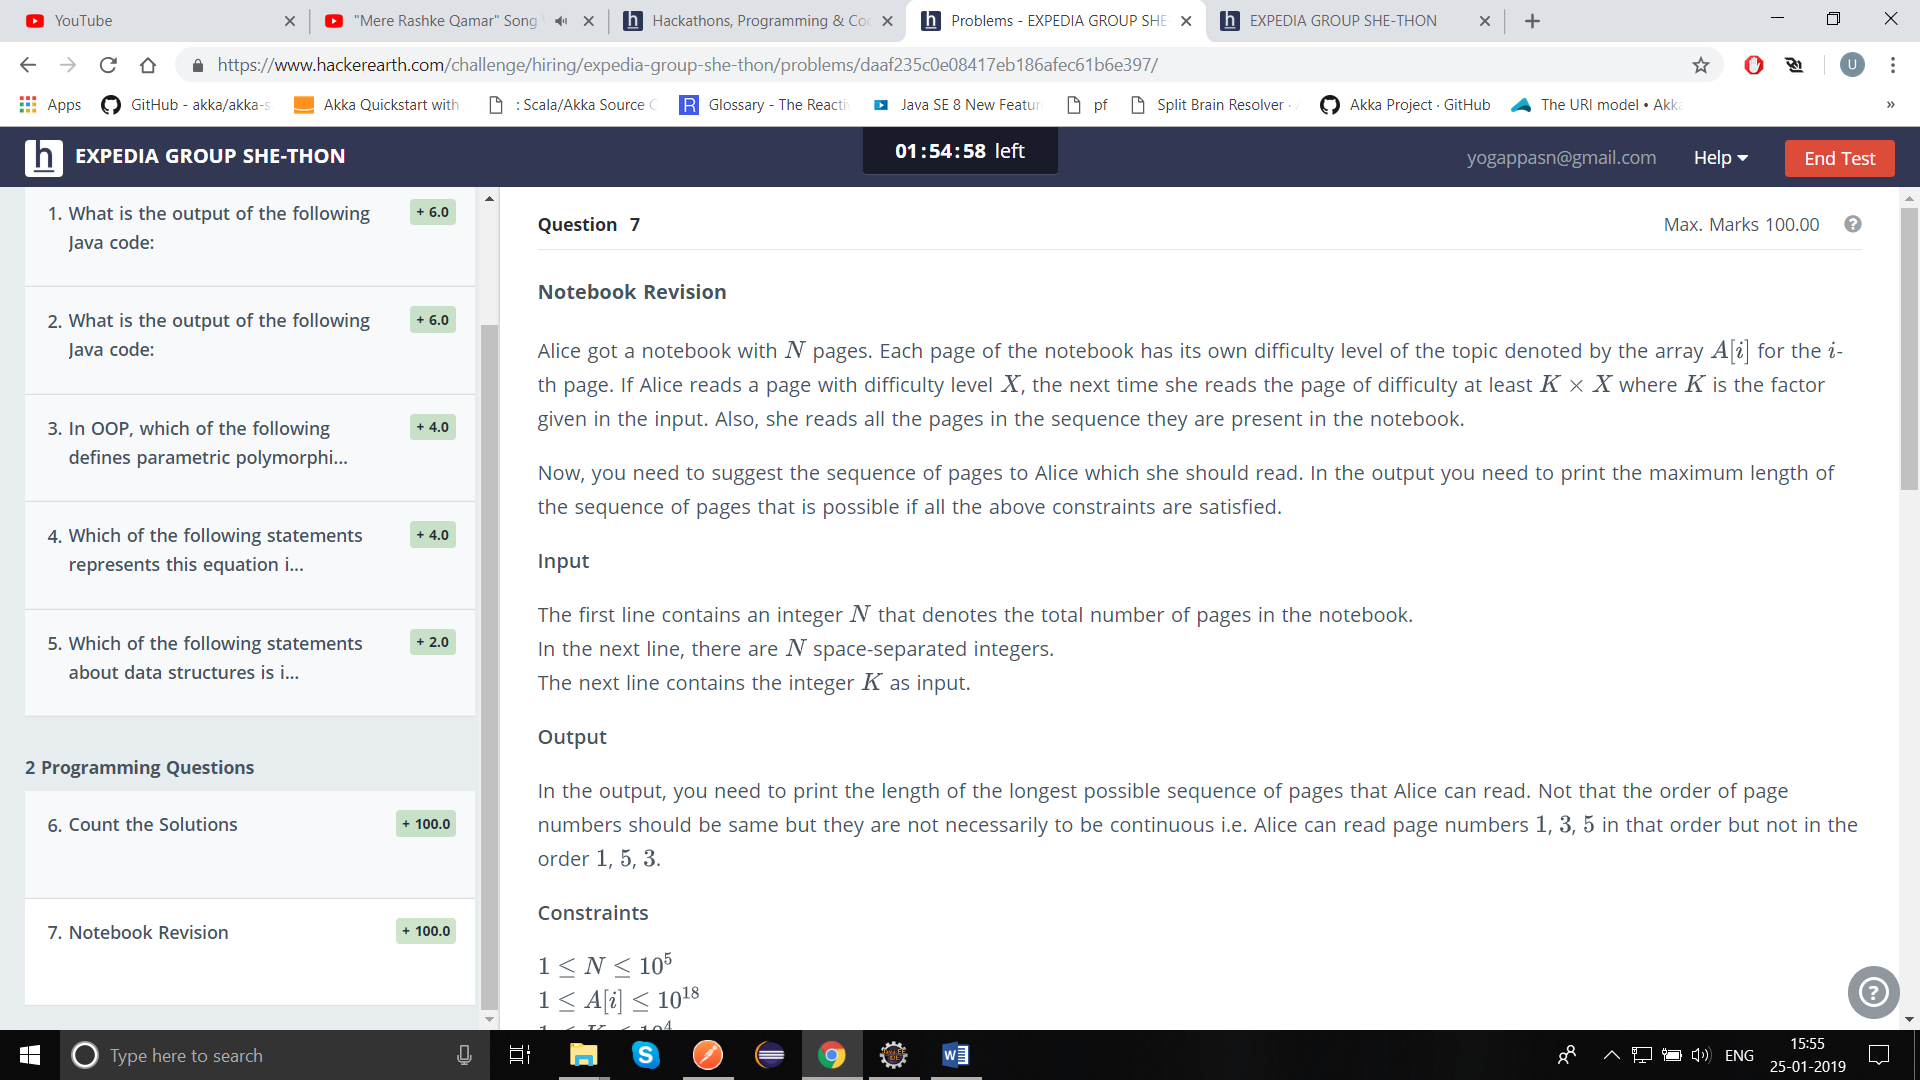 YouTube
"Mere Rashke Qamar" Song
Hackathons, Programming & Co
Problems - EXPEDIA GROUP SHE
EXPEDIA GROUP SHE-THON
https://www.hackerearth.com/challenge/hiring/expedia-group-she-thon/problems/daaf235c0e08417eb186afec61b6e397/
U
Apps
GitHub - akka/akka-s
Akka Quickstart with
: Scala/Akka Source C
R
Glossary - The Reacti
Java SE 8 New Featur
pf
Split Brain Resolver ·
Akka Project · GitHub
The URI model • Akk
»
h EXPEDIA GROUP SHE-THON
01:54:58 left
yogappasn@gmail.com
Help
End Test
1. What is the output of the following
Java code:
+ 6.0
2. What is the output of the following
Java code:
+ 6.0
3. In OOP, which of the following
defines parametric polymorphi...
+ 4.0
4. Which of the following statements
represents this equation i...
+ 4.0
5. Which of the following statements
about data structures is i...
+ 2.0
2 Programming Questions
6. Count the Solutions
+ 100.0
7. Notebook Revision
+ 100.0
Question 7
Max. Marks 100.00
Notebook Revision
Alice got a notebook with N pages. Each page of the notebook has its own difficulty level of the topic denoted by the array A[i] for the i-
th page. If Alice reads a page with difficulty level X, the next time she reads the page of difficulty at least K × X where K is the factor
given in the input. Also, she reads all the pages in the sequence they are present in the notebook.
Now, you need to suggest the sequence of pages to Alice which she should read. In the output you need to print the maximum length of
the sequence of pages that is possible if all the above constraints are satisfied.
Input
The first line contains an integer N that denotes the total number of pages in the notebook.
In the next line, there are N space-separated integers.
The next line contains the integer K as input.
Output
In the output, you need to print the length of the longest possible sequence of pages that Alice can read. Not that the order of page
numbers should be same but they are not necessarily to be continuous i.e. Alice can read page numbers 1, 3, 5 in that order but not in the
order 1, 5, 3.
Constraints
1 ≤ N ≤ 10⁵
1 ≤ A[i] ≤ 10¹⁸
Type here to search
ENG
15:55
25-01-2019